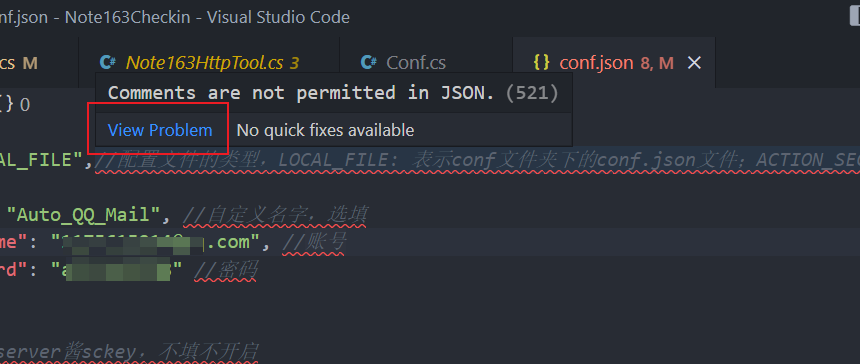 nf.json - Note163Checkin - Visual Studio Code
cs M C# Note163HttpTool.cs 3 C# Conf.cs {} conf.json 8, M ×
Comments are not permitted in JSON. (521)
{} 0
View Problem No quick fixes available
AL_FILE",//配置文件的类型，LOCAL_FILE: 表示conf文件夹下的conf.json文件；ACTION_SEC
"Auto_QQ_Mail", //自定义名字，选填
me": ".com", //账号
rd": "a" //密码
server酱sckey，不填不开启